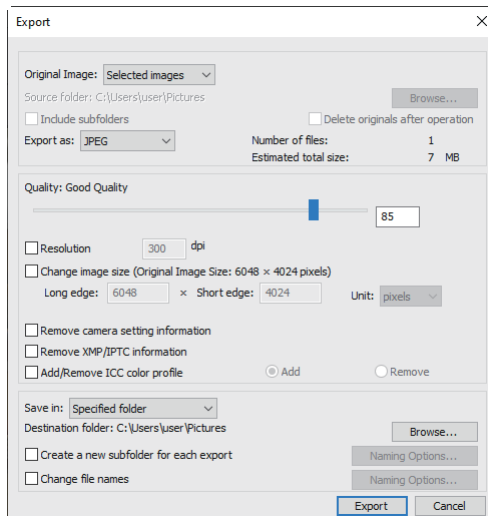 Export
Original Image: Selected images
Source folder: C:\Users\user\Pictures Browse...
Include subfolders Delete originals after operation
Export as: JPEG Number of files: 1
Estimated total size: 7 MB
Quality: Good Quality
85
Resolution 300 dpi
Change image size (Original Image Size: 6048 × 4024 pixels)
Long edge: 6048 × Short edge: 4024 Unit: pixels
Remove camera setting information
Remove XMP/IPTC information
Add/Remove ICC color profile Add Remove
Save in: Specified folder
Destination folder: C:\Users\user\Pictures Browse...
Create a new subfolder for each export Naming Options...
Change file names Naming Options...
Export Cancel